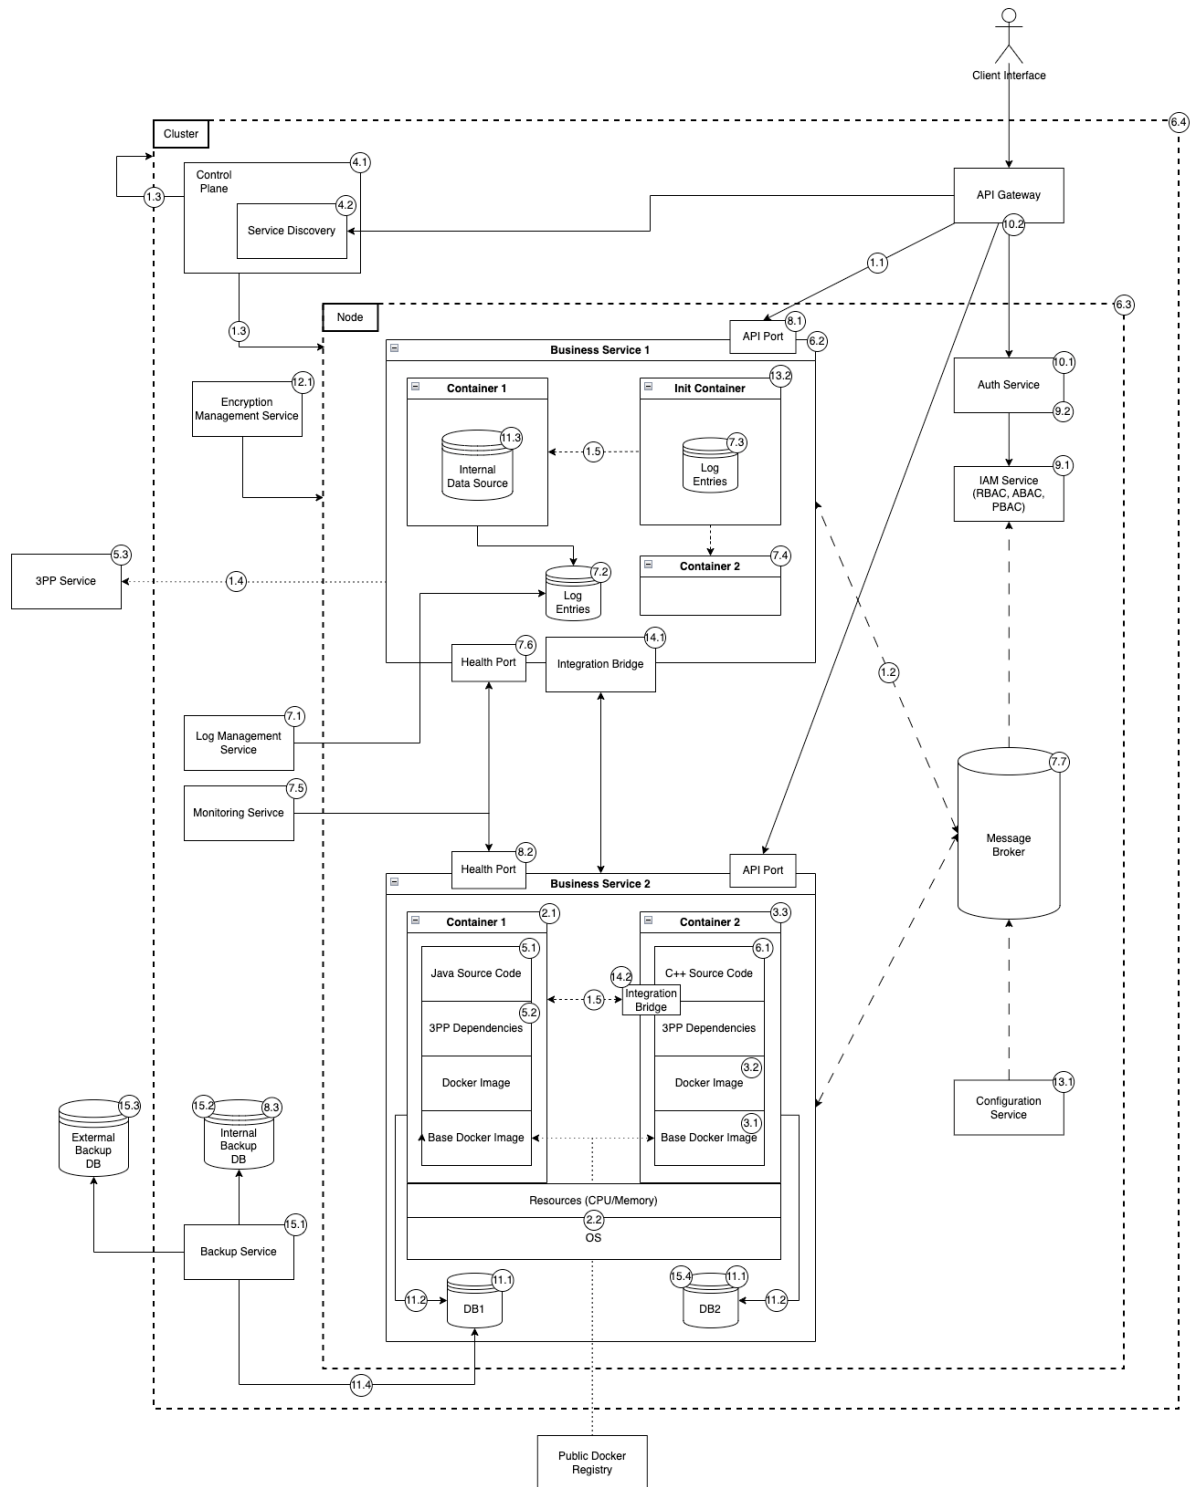 Client Interface
6.4
Cluster
4.1
Control
Plane
4.2
Service Discovery
1.3
API Gateway
10.2
1.1
6.3
Node
1.3
8.1
API Port
6.2
Business Service 1
10.1
Auth Service
9.2
12.1
Encryption
Management Service
Container 1
11.3
Internal
Data Source
1.5
13.2
Init Container
7.3
Log
Entries
9.1
IAM Service
(RBAC, ABAC,
PBAC)
5.3
3PP Service
1.4
7.2
Log
Entries
7.4
Container 2
7.6
Health Port
14.1
Integration Bridge
1.2
7.1
Log Management
Service
7.5
Monitoring Serivce
7.7
Message
Broker
8.2
Health Port
API Port
Business Service 2
2.1
Container 1
3.3
Container 2
5.1
Java Source Code
6.1
C++ Source Code
14.2
Integration
Bridge
1.5
5.2
3PP Dependencies
3PP Dependencies
Docker Image
3.2
Docker Image
3.1
Base Docker Image
Base Docker Image
13.1
Configuration
Service
15.3
External
Backup
DB
15.2
8.3
Internal
Backup
DB
Resources (CPU/Memory)
2.2
OS
15.1
Backup Service
11.1
11.2
DB1
15.4
11.1
11.2
DB2
11.4
Public Docker
Registry